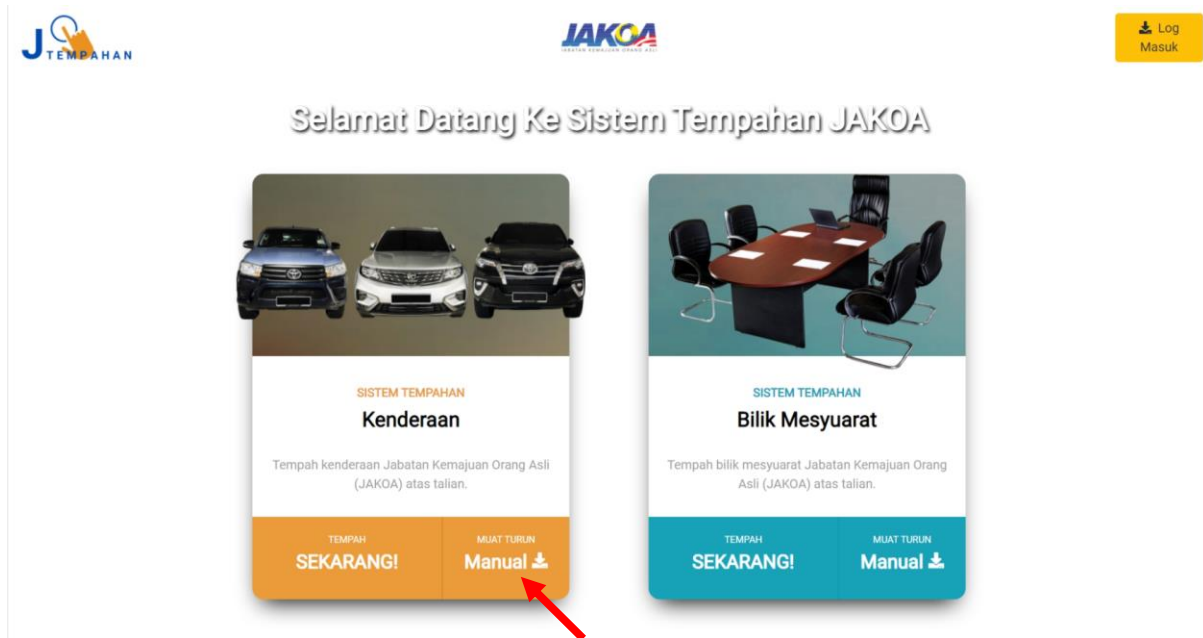 J TEMPAHAN
JAKOA
JABATAN KEMAJUAN ORANG ASLI
Log
Masuk
Selamat Datang Ke Sistem Tempahan JAKOA
SISTEM TEMPAHAN
Kenderaan
Tempah kenderaan Jabatan Kemajuan Orang Asli
(JAKOA) atas talian.
TEMPAH
SEKARANG!
MUAT TURUN
Manual
SISTEM TEMPAHAN
Bilik Mesyuarat
Tempah bilik mesyuarat Jabatan Kemajuan Orang
Asli (JAKOA) atas talian.
TEMPAH
SEKARANG!
MUAT TURUN
Manual